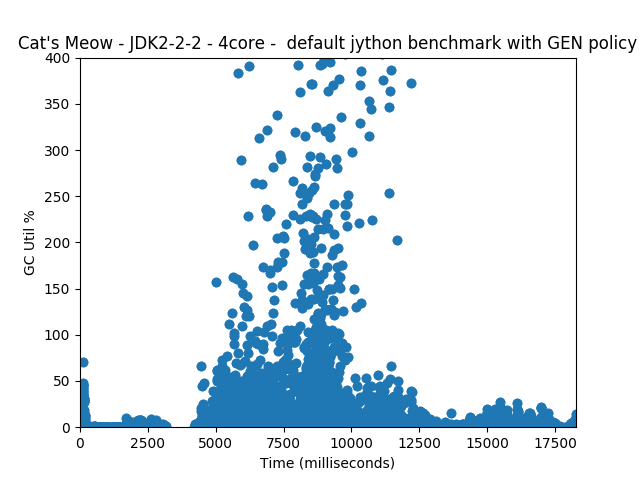 Cat's Meow - JDK2-2-2 - 4core -  default jython benchmark with GEN policy
400
350
300
250
200
150
100
50
0
GC Util %
0 2500 5000 7500 10000 12500 15000 17500
Time (milliseconds)